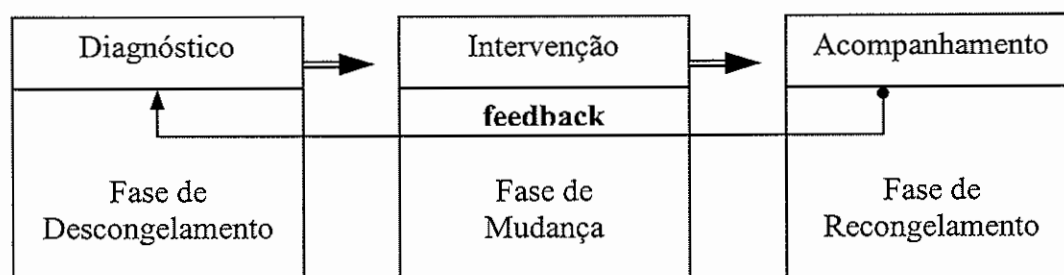 Diagnóstico
Intervenção
Acompanhamento
feedback
Fase de
Descongelamento
Fase de
Mudança
Fase de
Recongelamento